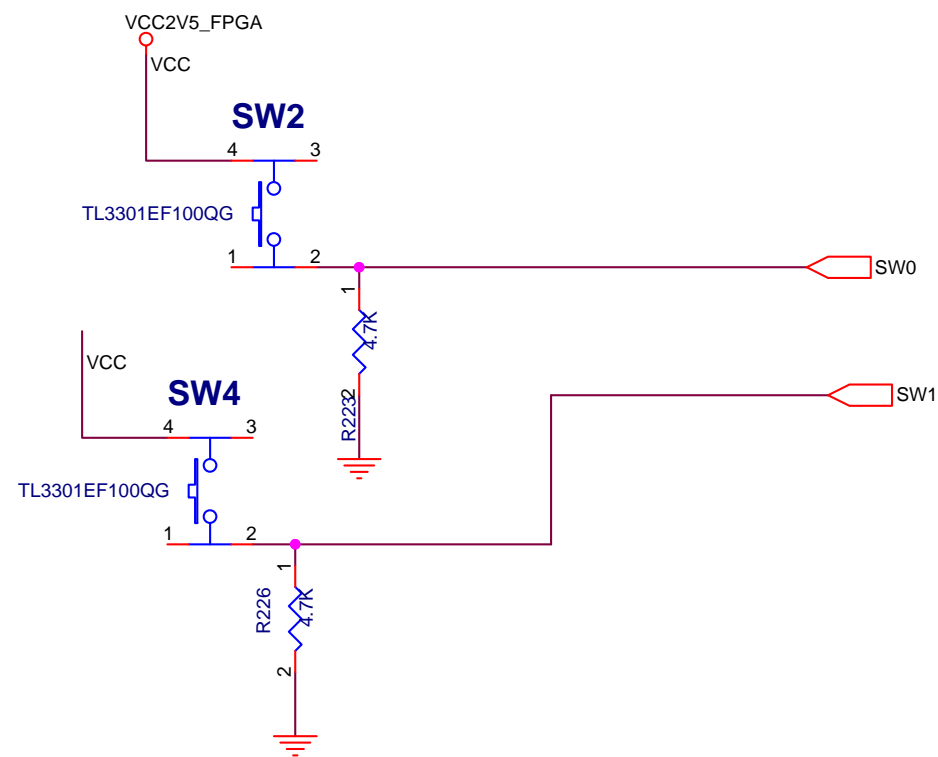 VCC2V5_FPGA
VCC
SW2
4 3
TL3301EF100QG
1 2
SW0
1
4.7K
2
R223
VCC
SW4
4 3
SW1
TL3301EF100QG
1 2
1
R226
4.7K
2